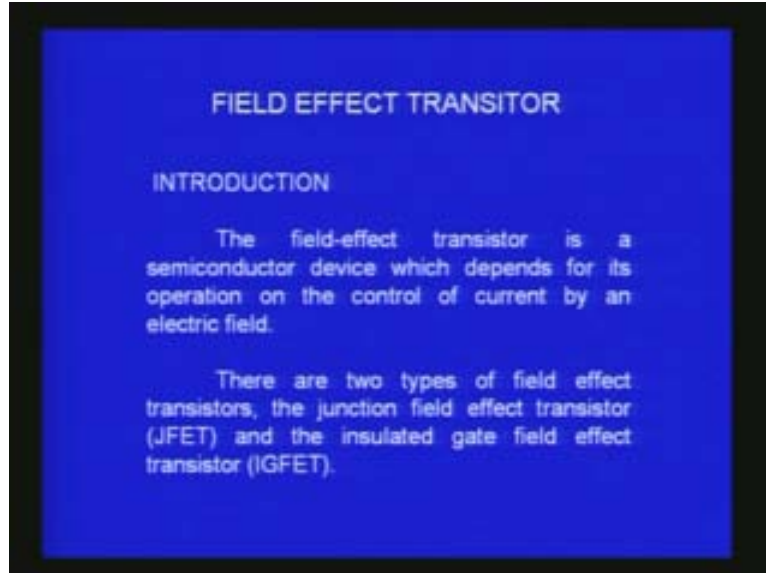 FIELD EFFECT TRANSITOR
INTRODUCTION
The field-effect transistor is a
semiconductor device which depends for its
operation on the control of current by an
electric field.
There are two types of field effect
transistors, the junction field effect transistor
(JFET) and the insulated gate field effect
transistor (IGFET).